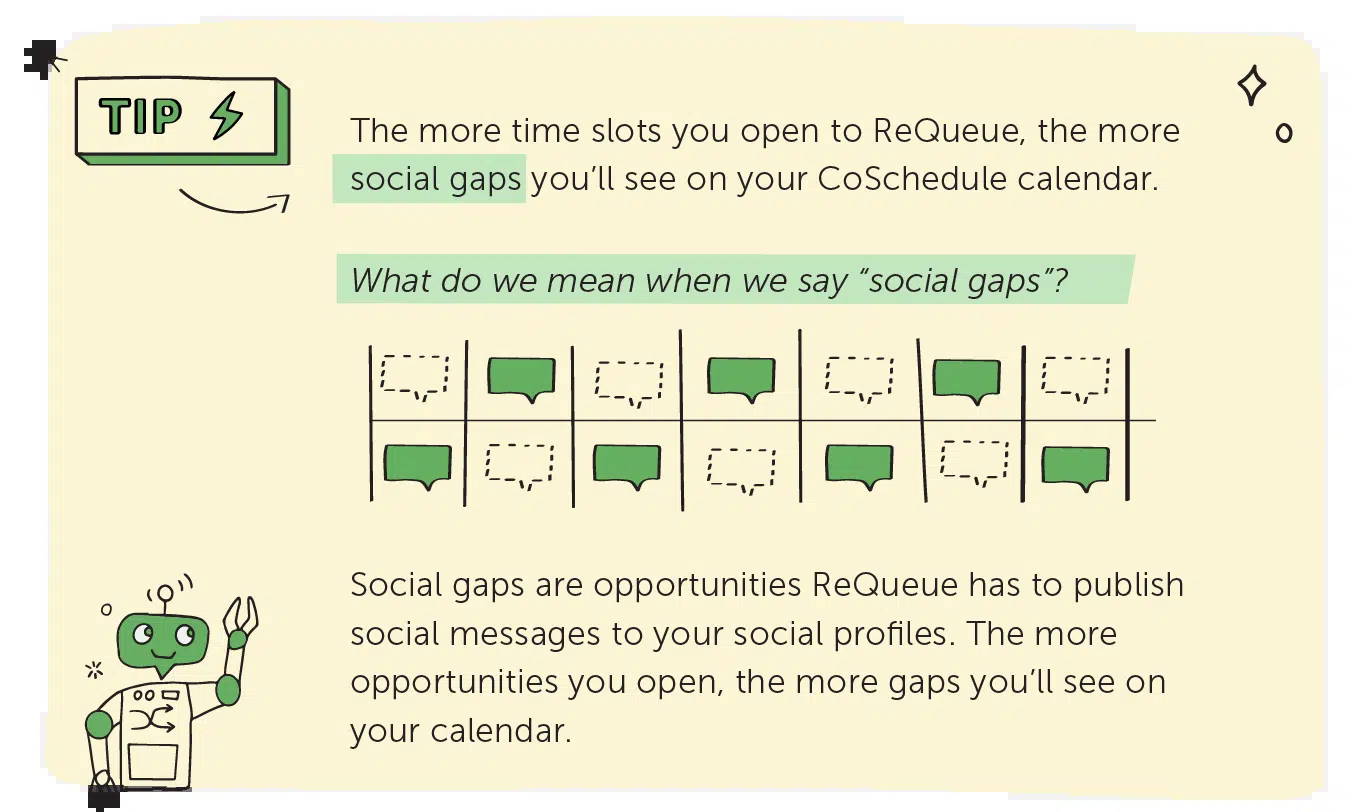 TIP
The more time slots you open to ReQueue, the more
social gaps you’ll see on your CoSchedule calendar.
What do we mean when we say “social gaps”?
Social gaps are opportunities ReQueue has to publish
social messages to your social profiles. The more
opportunities you open, the more gaps you’ll see on
your calendar.